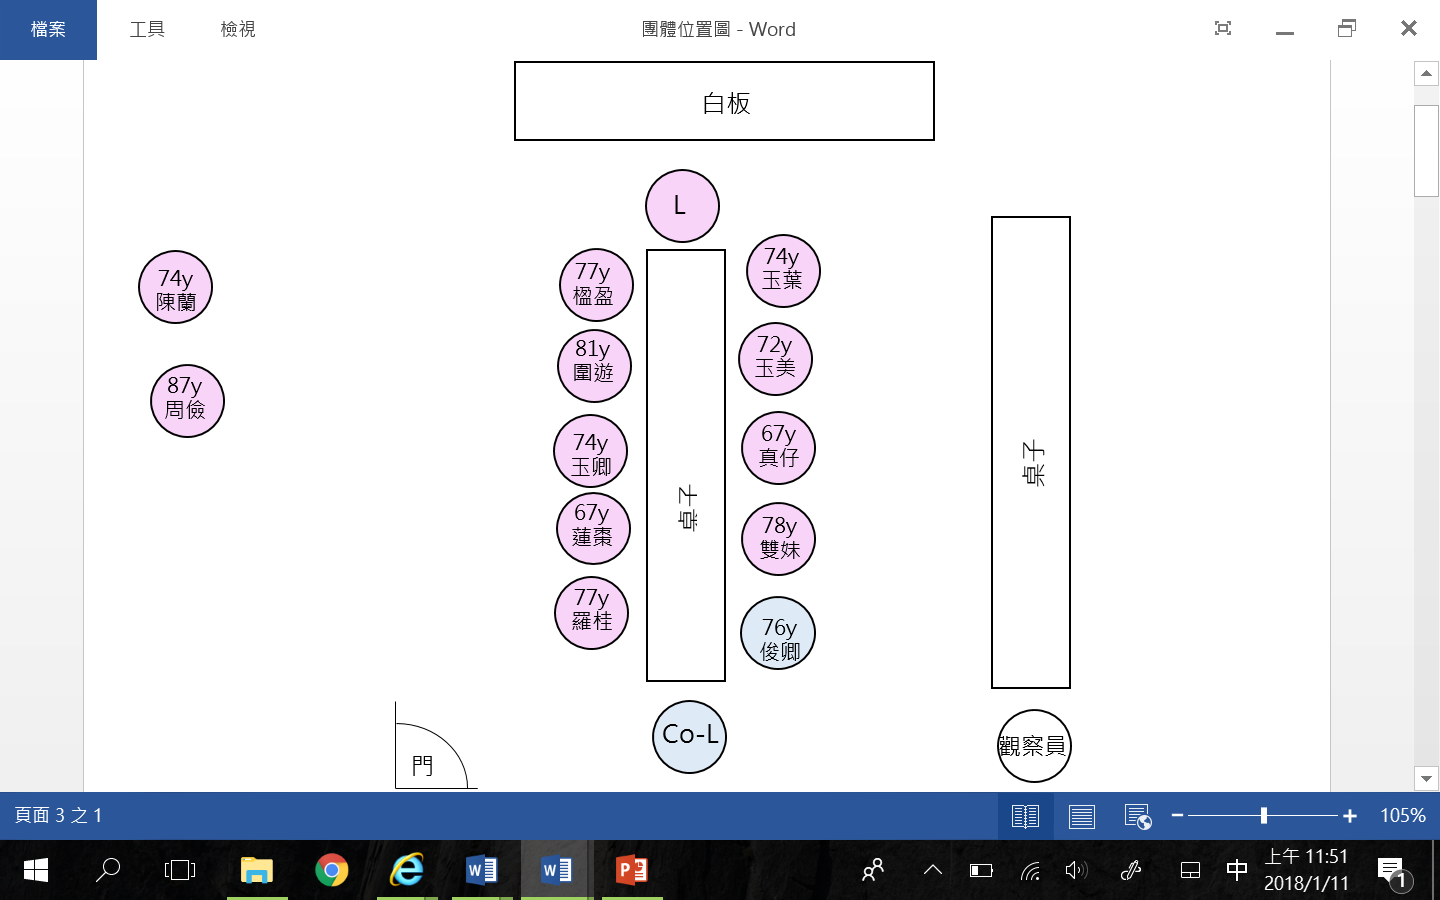 檔案 工具 檢視 團體位置圖 - Word
白板
L
74y
陳蘭
87y
周儉
77y
楹盈
81y
圍遊
74y
玉卿
67y
蓮棗
77y
羅桂
桌子
74y
玉葉
72y
玉美
67y
真仔
78y
雙妹
76y
俊卿
桌子
門
Co-L
觀察員
頁面 3 之 1
105%
中
上午 11:51
2018/1/11
1